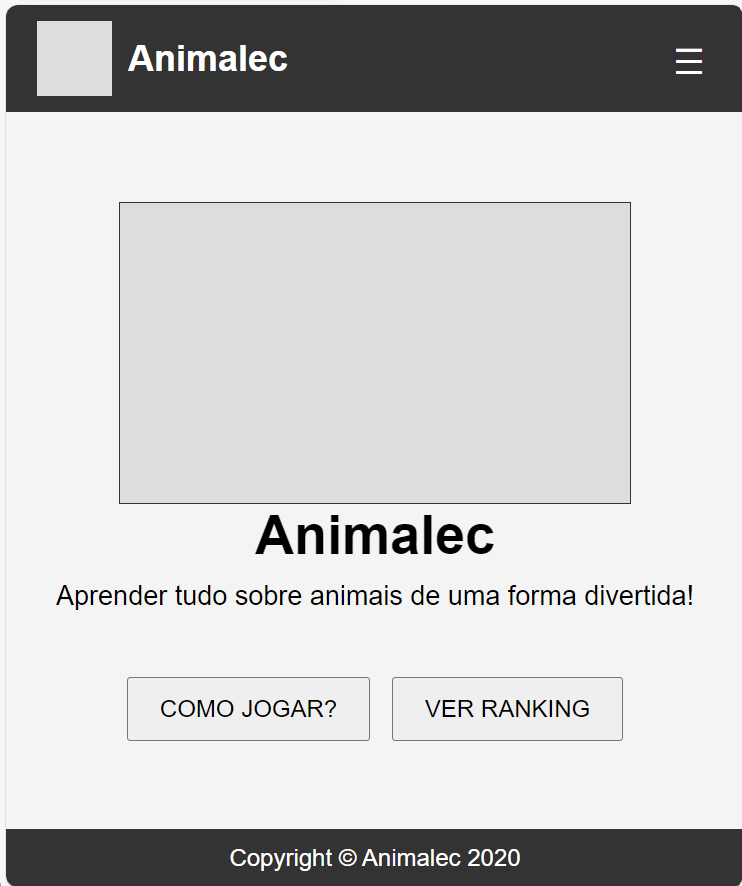 Animalec
Animalec
Aprender tudo sobre animais de uma forma divertida!
COMO JOGAR?
VER RANKING
Copyright © Animalec 2020